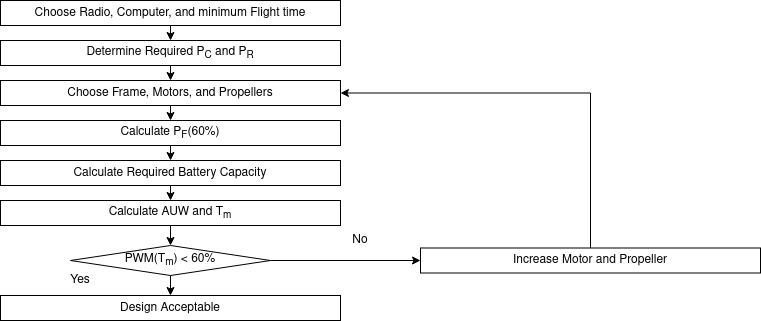 Choose Radio, Computer, and minimum Flight time
Determine Required P_C and P_R
Choose Frame, Motors, and Propellers
Calculate P_F(60%)
Calculate Required Battery Capacity
Calculate AUW and T_m
No
PWM(T_m) < 60%
Increase Motor and Propeller
Yes
Design Acceptable